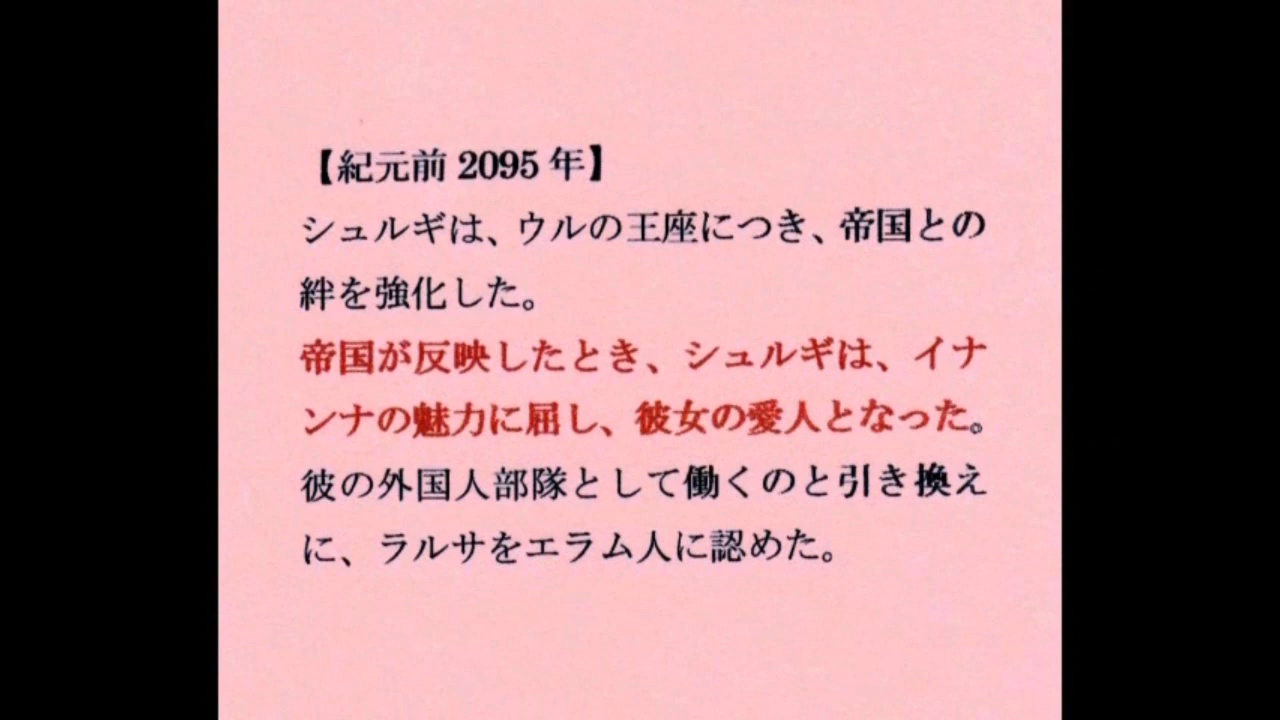 【紀元前2095年】
シュルギは、ウルの王座につき、帝国との
絆を強化した。
帝国が反映したとき、シュルギは、イナ
ンナの魅力に屈し、彼女の愛人となった。
彼の外国人部隊として働くのと引き換え
に、ラルサをエラム人に認めた。